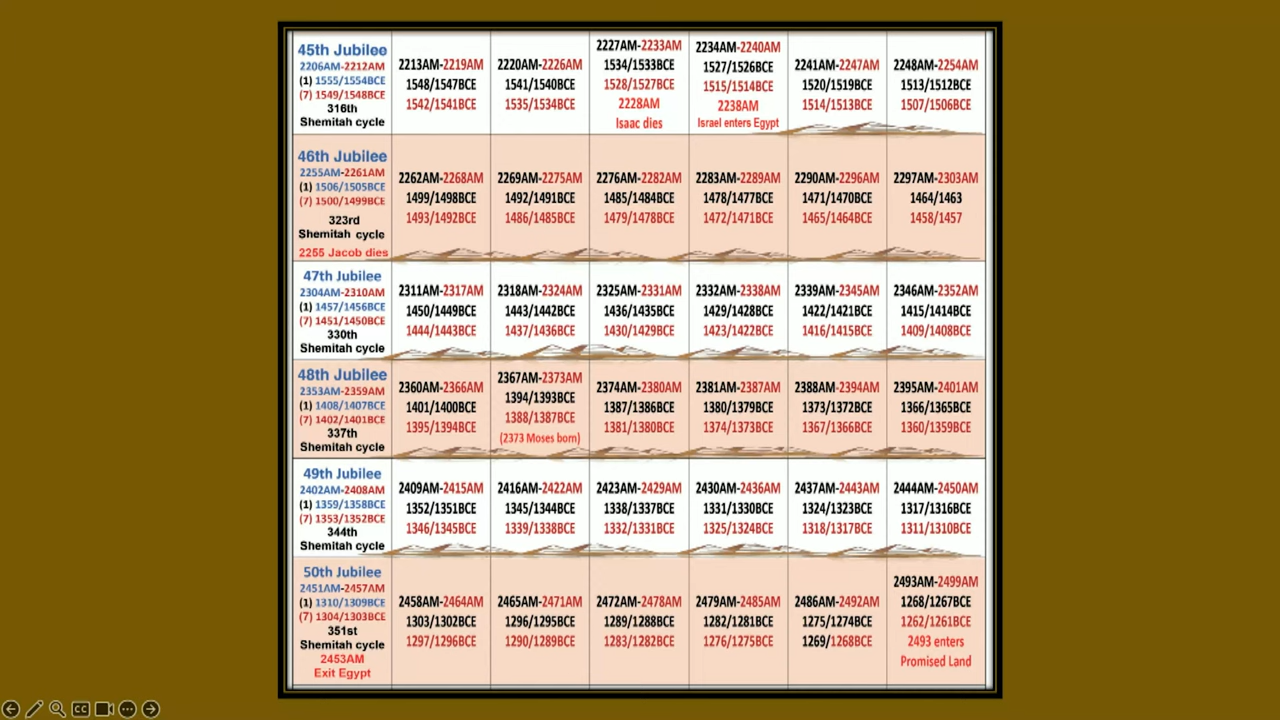 45th Jubilee
2206AM-2212AM
(1) 1555/1554BCE
(7) 1549/1548BCE
316th
Shemitah cycle
2213AM-2219AM
1548/1547BCE
1542/1541BCE
2220AM-2226AM
1541/1540BCE
1535/1534BCE
2227AM-2233AM
1534/1533BCE
1528/1527BCE
2228AM
Isaac dies
2234AM-2240AM
1527/1526BCE
1515/1514BCE
2238AM
Israel enters Egypt
2241AM-2247AM
1520/1519BCE
1514/1513BCE
2248AM-2254AM
1513/1512BCE
1507/1506BCE
46th Jubilee
2255AM-2261AM
(1) 1506/1505BCE
(7) 1500/1499BCE
323rd
Shemitah cycle
2255 Jacob dies
2262AM-2268AM
1499/1498BCE
1493/1492BCE
2269AM-2275AM
1492/1491BCE
1486/1485BCE
2276AM-2282AM
1485/1484BCE
1479/1478BCE
2283AM-2289AM
1478/1477BCE
1472/1471BCE
2290AM-2296AM
1471/1470BCE
1465/1464BCE
2297AM-2303AM
1464/1463
1458/1457
47th Jubilee
2304AM-2310AM
(1) 1457/1456BCE
(7) 1451/1450BCE
330th
Shemitah cycle
2311AM-2317AM
1450/1449BCE
1444/1443BCE
2318AM-2324AM
1443/1442BCE
1437/1436BCE
2325AM-2331AM
1436/1435BCE
1430/1429BCE
2332AM-2338AM
1429/1428BCE
1423/1422BCE
2339AM-2345AM
1422/1421BCE
1416/1415BCE
2346AM-2352AM
1415/1414BCE
1409/1408BCE
48th Jubilee
2353AM-2359AM
(1) 1408/1407BCE
(7) 1402/1401BCE
337th
Shemitah cycle
2360AM-2366AM
1401/1400BCE
1395/1394BCE
2367AM-2373AM
1394/1393BCE
1388/1387BCE
(2373 Moses born)
2374AM-2380AM
1387/1386BCE
1381/1380BCE
2381AM-2387AM
1380/1379BCE
1374/1373BCE
2388AM-2394AM
1373/1372BCE
1367/1366BCE
2395AM-2401AM
1366/1365BCE
1360/1359BCE
49th Jubilee
2402AM-2408AM
(1) 1359/1358BCE
(7) 1353/1352BCE
344th
Shemitah cycle
2409AM-2415AM
1352/1351BCE
1346/1345BCE
2416AM-2422AM
1345/1344BCE
1339/1338BCE
2423AM-2429AM
1338/1337BCE
1332/1331BCE
2430AM-2436AM
1331/1330BCE
1325/1324BCE
2437AM-2443AM
1324/1323BCE
1318/1317BCE
2444AM-2450AM
1317/1316BCE
1311/1310BCE
50th Jubilee
2451AM-2457AM
(1) 1310/1309BCE
(7) 1304/1303BCE
351st
Shemitah cycle
2453AM
Exit Egypt
2458AM-2464AM
1303/1302BCE
1297/1296BCE
2465AM-2471AM
1296/1295BCE
1290/1289BCE
2472AM-2478AM
1289/1288BCE
1283/1282BCE
2479AM-2485AM
1282/1281BCE
1276/1275BCE
2486AM-2492AM
1275/1274BCE
1269/1268BCE
2493AM-2499AM
1268/1267BCE
1262/1261BCE
2493 enters
Promised Land
CC